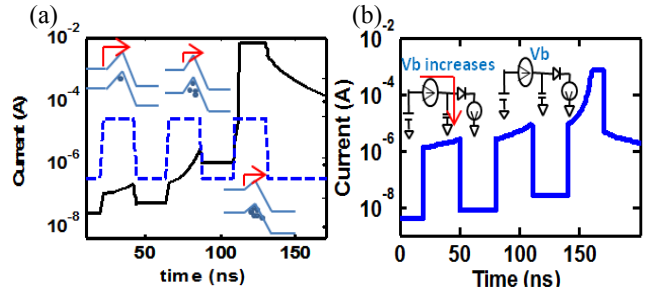 (a)
10-2
10-4
10-6
10-8
Current (A)
50
100
150
time (ns)
(b)
10-2
10-4
10-6
10-8
Current (A)
Vb increases
Vb
0
50
100
150
Time (ns)